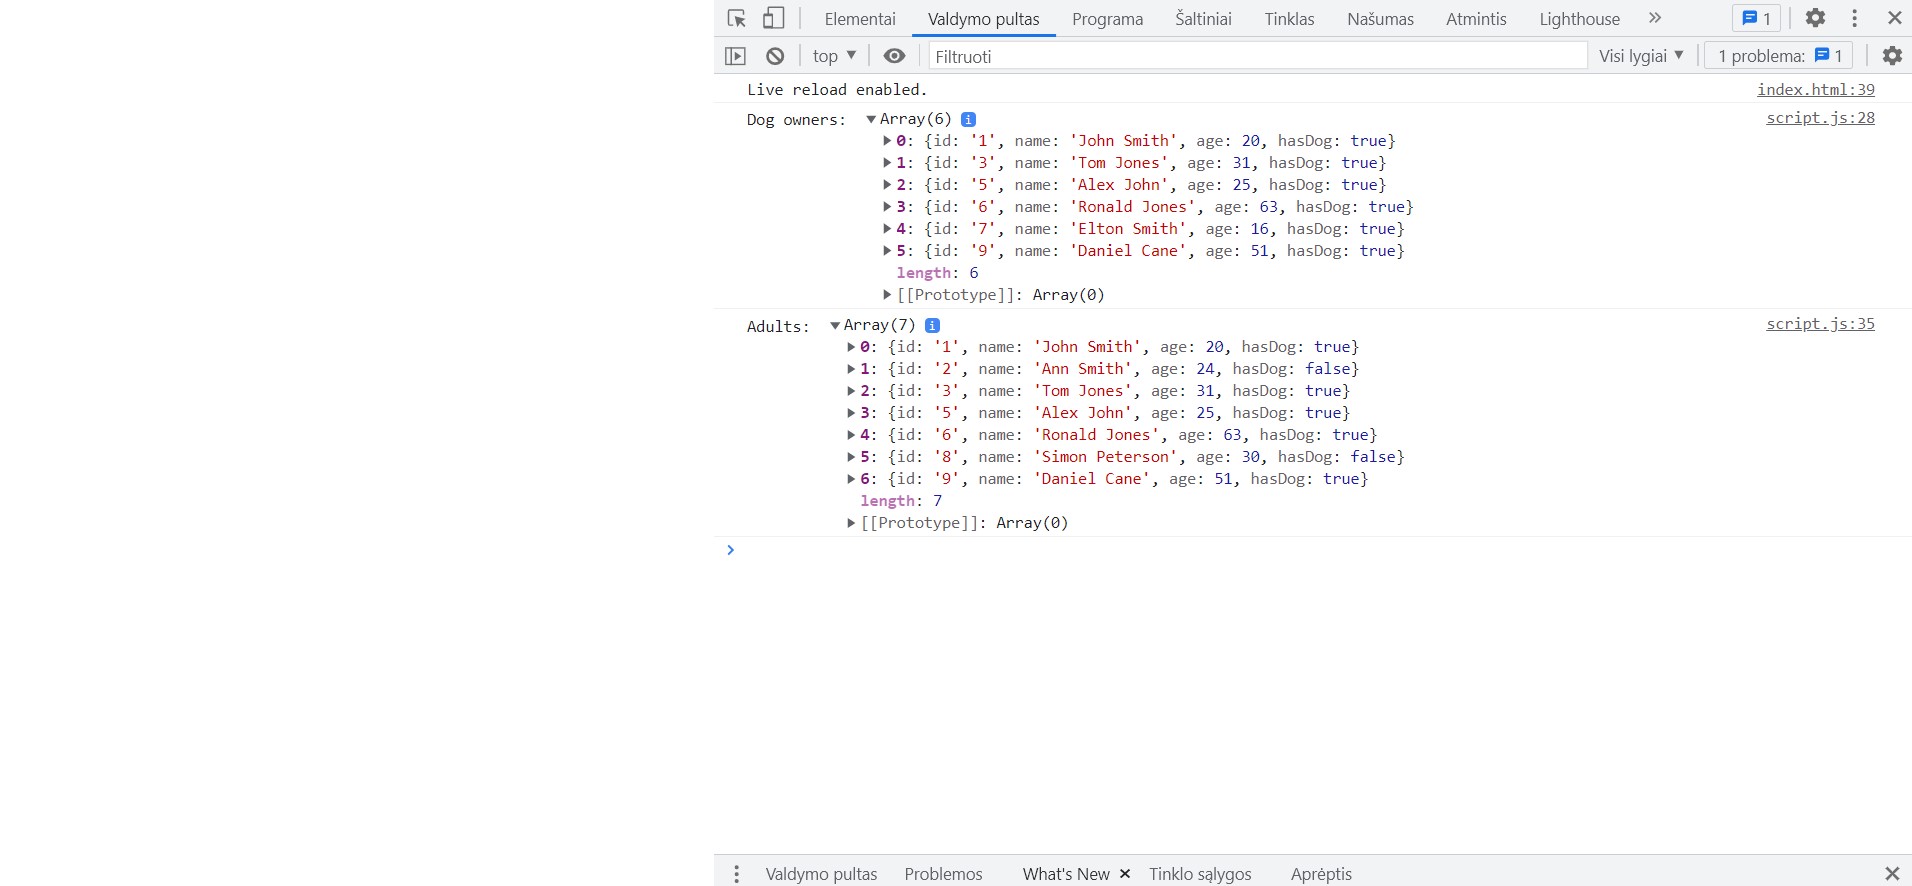 Elementai Valdymo pultas Programa Šaltiniai Tinklas Našumas Atmintis Lighthouse » 1
top ▼ Filtruoti Visi lygiai ▼ 1 problema: 1
Live reload enabled. index.html:39
Dog owners: ▼Array(6) i script.js:28
▶0: {id: '1', name: 'John Smith', age: 20, hasDog: true}
▶1: {id: '3', name: 'Tom Jones', age: 31, hasDog: true}
▶2: {id: '5', name: 'Alex John', age: 25, hasDog: true}
▶3: {id: '6', name: 'Ronald Jones', age: 63, hasDog: true}
▶4: {id: '7', name: 'Elton Smith', age: 16, hasDog: true}
▶5: {id: '9', name: 'Daniel Cane', age: 51, hasDog: true}
length: 6
▶[[Prototype]]: Array(0)
Adults: ▼Array(7) i script.js:35
▶0: {id: '1', name: 'John Smith', age: 20, hasDog: true}
▶1: {id: '2', name: 'Ann Smith', age: 24, hasDog: false}
▶2: {id: '3', name: 'Tom Jones', age: 31, hasDog: true}
▶3: {id: '5', name: 'Alex John', age: 25, hasDog: true}
▶4: {id: '6', name: 'Ronald Jones', age: 63, hasDog: true}
▶5: {id: '8', name: 'Simon Peterson', age: 30, hasDog: false}
▶6: {id: '9', name: 'Daniel Cane', age: 51, hasDog: true}
length: 7
▶[[Prototype]]: Array(0)
›
Valdymo pultas Problemos What's New × Tinklo sąlygos Aprėptis